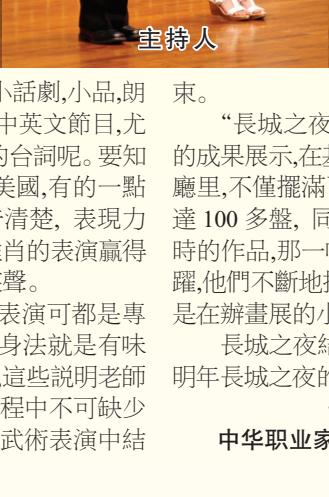 主持人
小話劇,小品,朗
中英文節目,尤
的台詞呢。要知
美國,有的一點
清楚, 表現力
肖的表演贏得
聲。
表演可都是專
身法就是有味
,這些説明老師
程中不可缺少
武術表演中結
束。
“長城之夜
的成果展示,在
廳里,不僅擺滿
達 100 多盤, 同
時的作品,那一
躍,他們不斷地
是在辦畫展的小
長城之夜結
明年長城之夜的
中华职业家